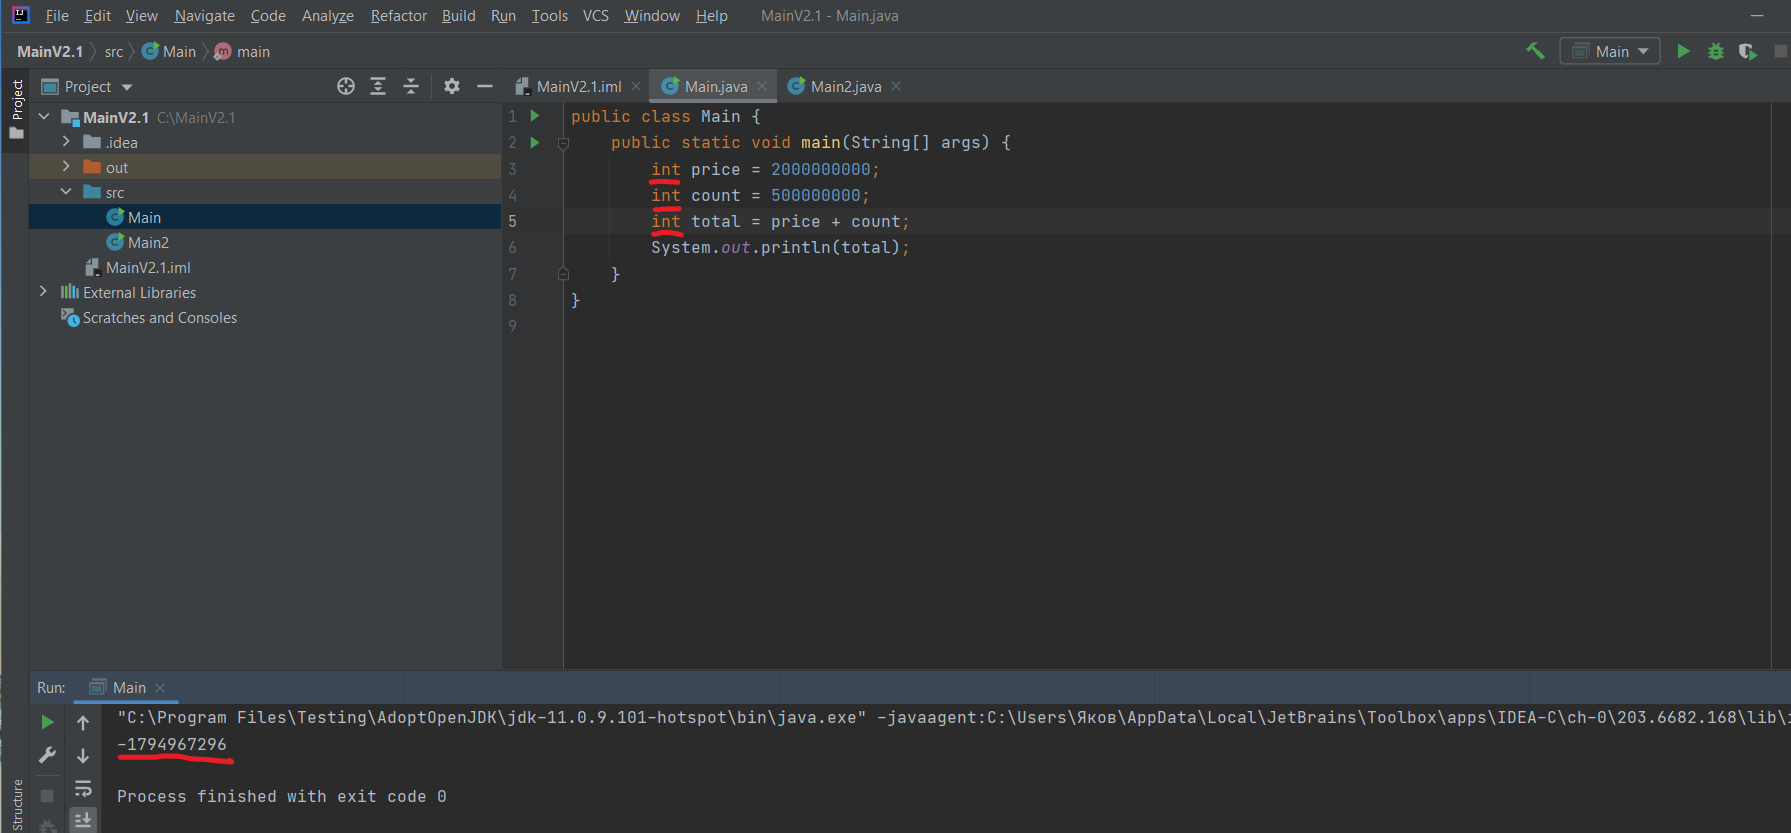 File Edit View Navigate Code Analyze Refactor Build Run Tools VCS Window Help MainV2.1 - Main.java
MainV2.1 src Main main
Main
Project
Project
MainV2.1.iml Main.java Main2.java
MainV2.1 C:\MainV2.1
.idea
out
src
Main
Main2
MainV2.1.iml
External Libraries
Scratches and Consoles
1 public class Main {
2 public static void main(String[] args) {
3 int price = 2000000000;
4 int count = 500000000;
5 int total = price + count;
6 System.out.println(total);
7 }
8 }
9
Run: Main
"C:\Program Files\Testing\AdoptOpenJDK\jdk-11.0.9.101-hotspot\bin\java.exe" -javaagent:C:\Users\Яков\AppData\Local\JetBrains\Toolbox\apps\IDEA-C\ch-0\203.6682.168\lib\
-1794967296
Process finished with exit code 0
Structure